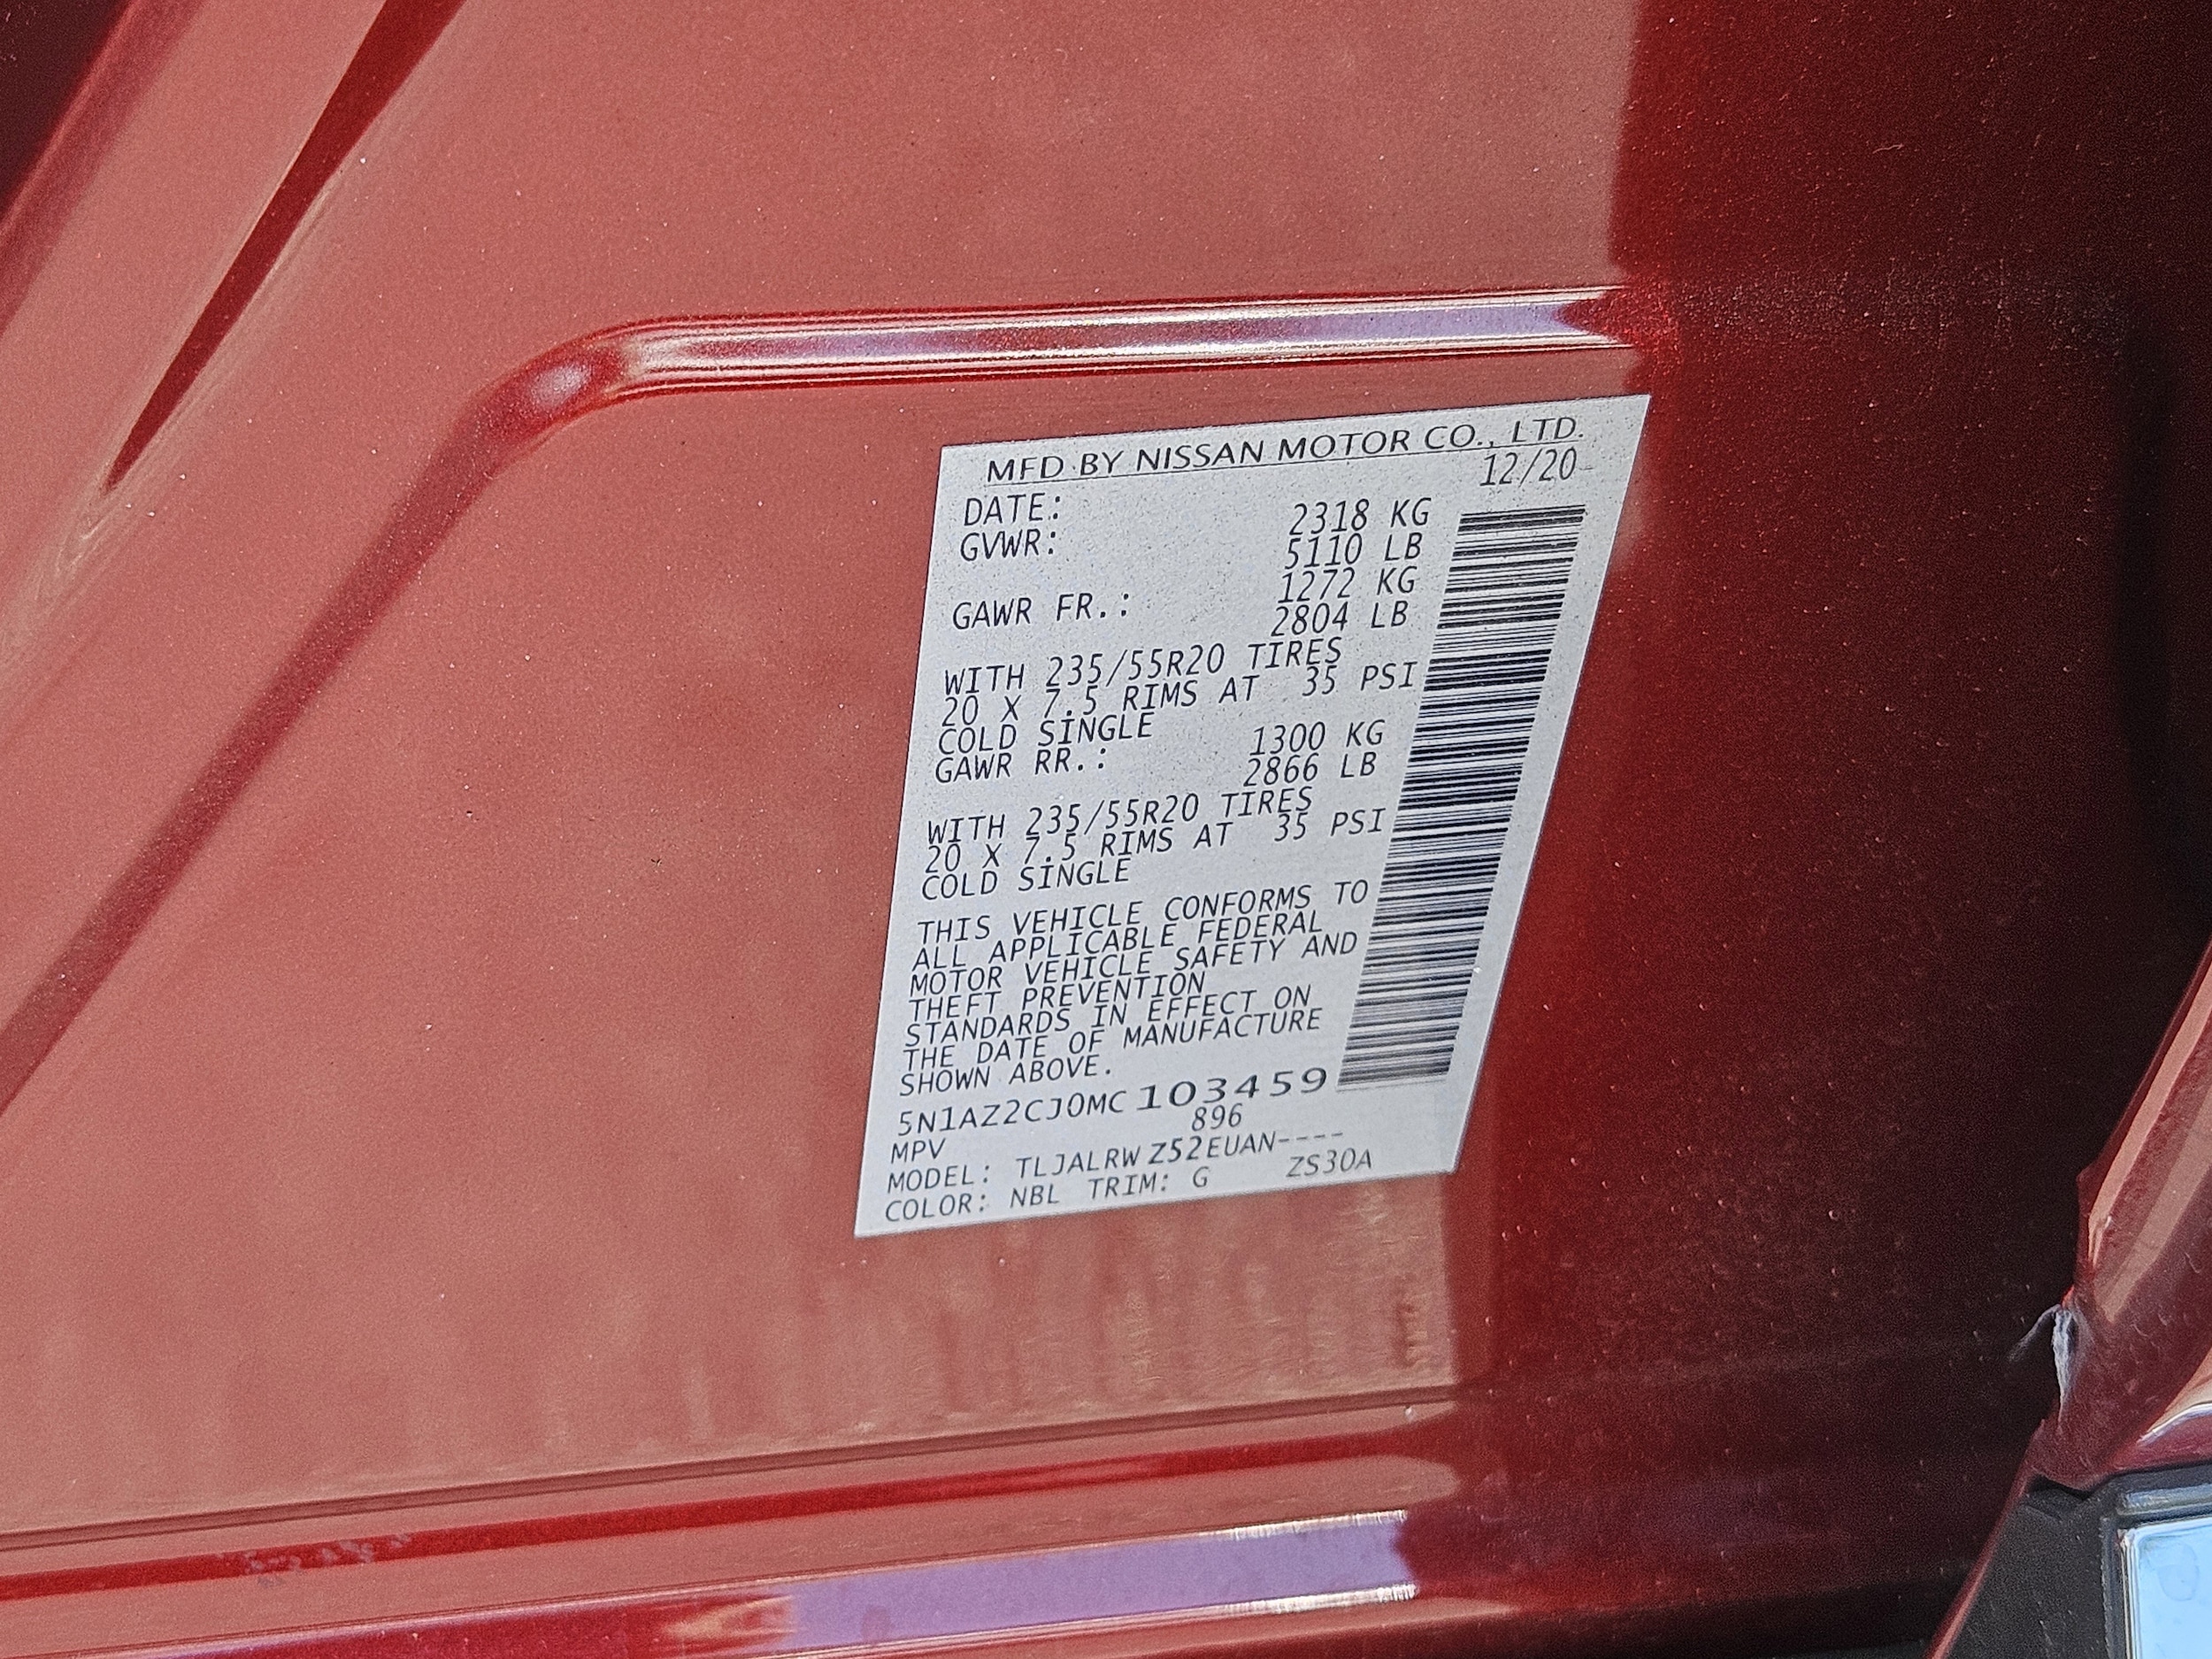 MFD BY NISSAN MOTOR CO., LTD.
DATE: 12/20
GVWR: 2318 KG
5110 LB
GAWR FR.: 1272 KG
2804 LB
WITH 235/55R20 TIRES
20 X 7.5 RIMS AT 35 PSI
COLD SINGLE
GAWR RR.: 1300 KG
2866 LB
WITH 235/55R20 TIRES
20 X 7.5 RIMS AT 35 PSI
COLD SINGLE
THIS VEHICLE CONFORMS TO
ALL APPLICABLE FEDERAL
MOTOR VEHICLE SAFETY AND
THEFT PREVENTION
STANDARDS IN EFFECT ON
THE DATE OF MANUFACTURE
SHOWN ABOVE.
5N1AZ2CJ0MC103459
MPV 896
MODEL: TLJALRWZ52EUAN----
COLOR: NBL TRIM: G ZS30A